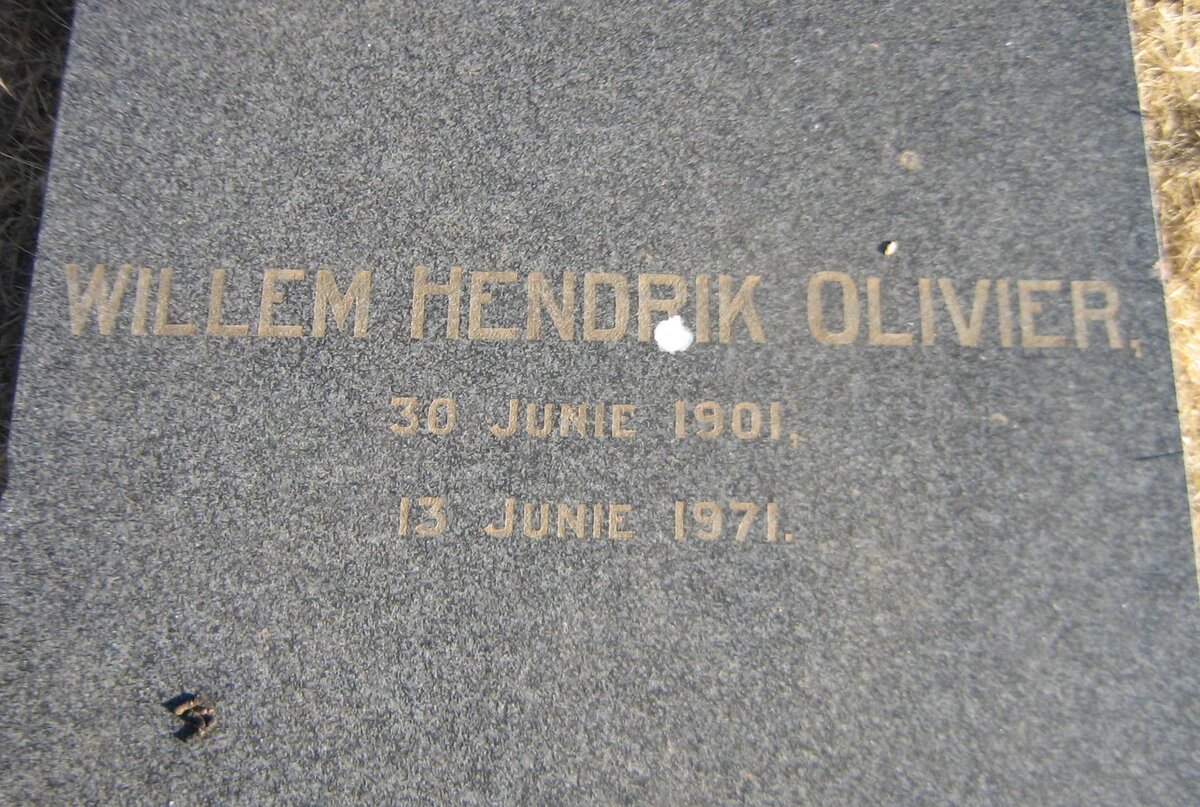 WILLEM HENDRIK OLIVIER,
30 JUNIE 1901,
13 JUNIE 1971.